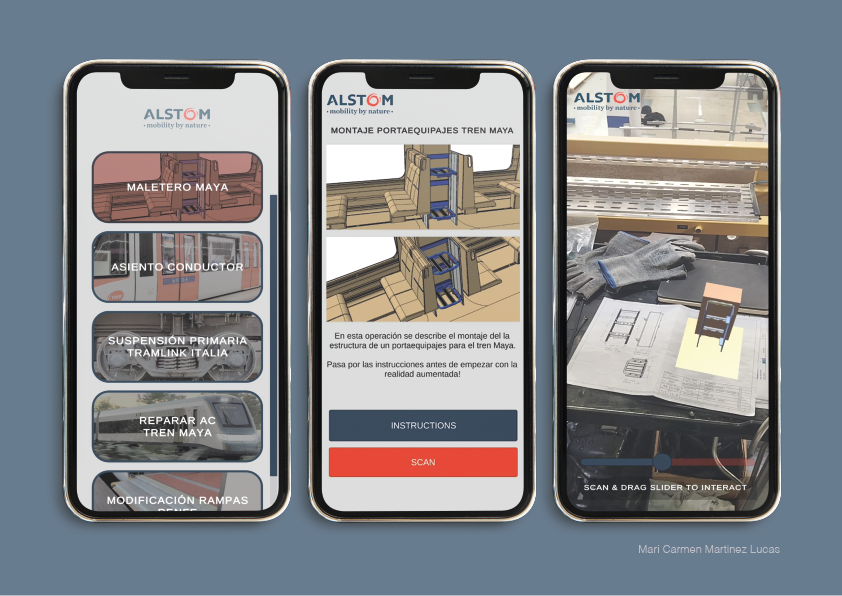 ALSTOM
• mobility by nature •
MALETERO MAYA
ASIENTO CONDUCTOR
SUSPENSIÓN PRIMARIA
TRAMLINK ITALIA
REPARAR AC
TREN MAYA
MODIFICACIÓN RAMPAS
RENFE
ALSTOM
• mobility by nature •
MONTAJE PORTAEQUIPAJES TREN MAYA
En esta operación se describe el montaje del la
estructura de un portaequipajes para el tren Maya.
Pasa por las instrucciones antes de empezar con la
realidad aumentada!
INSTRUCTIONS
SCAN
ALSTOM
• mobility by nature •
SCAN & DRAG SLIDER TO INTERACT
Mari Carmen Martinez Lucas